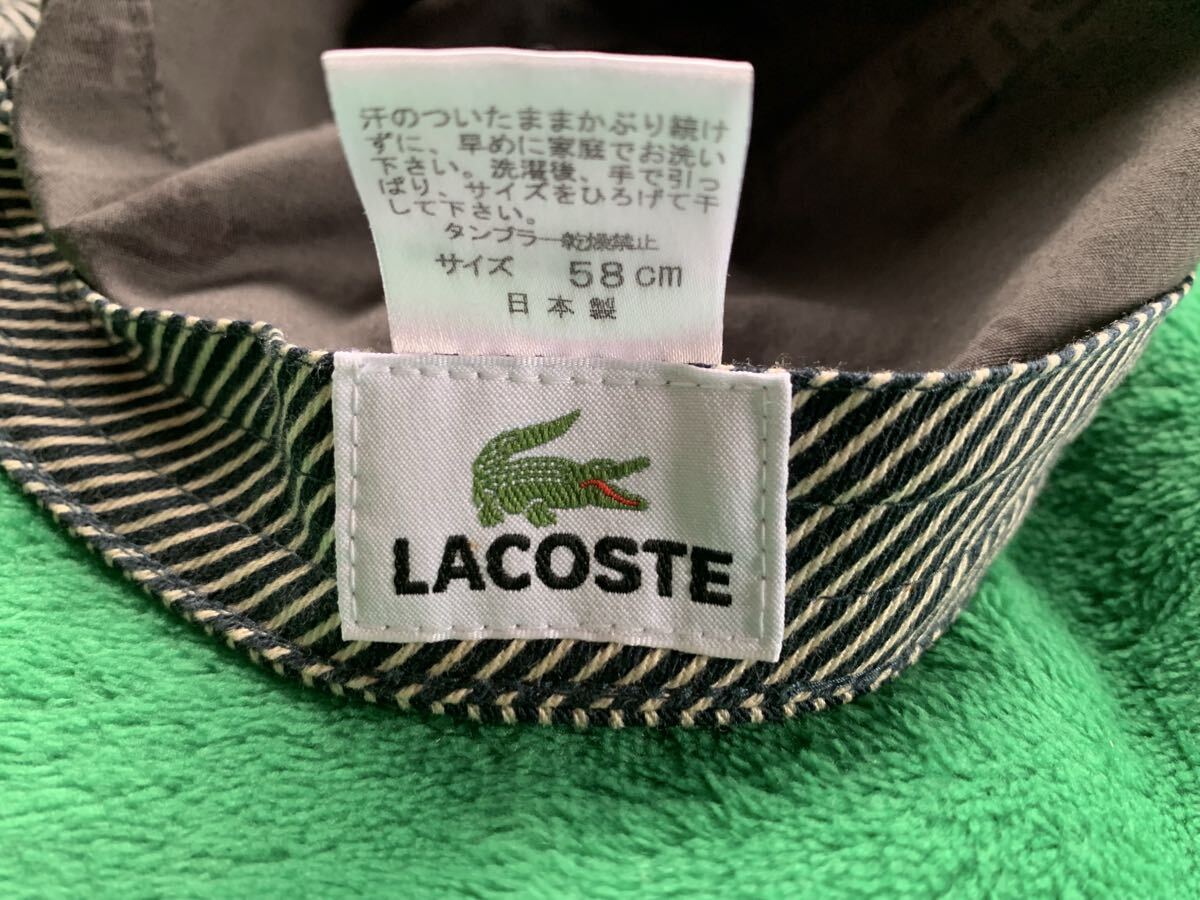 汗のついたままかぶり続け
ずに、早めに家庭でお洗い
下さい。洗濯後、手で引っ
ぱり、サイズをひろげて干
して下さい。
タンブラー乾燥禁止
サイズ 58cm
日本製
LACOSTE